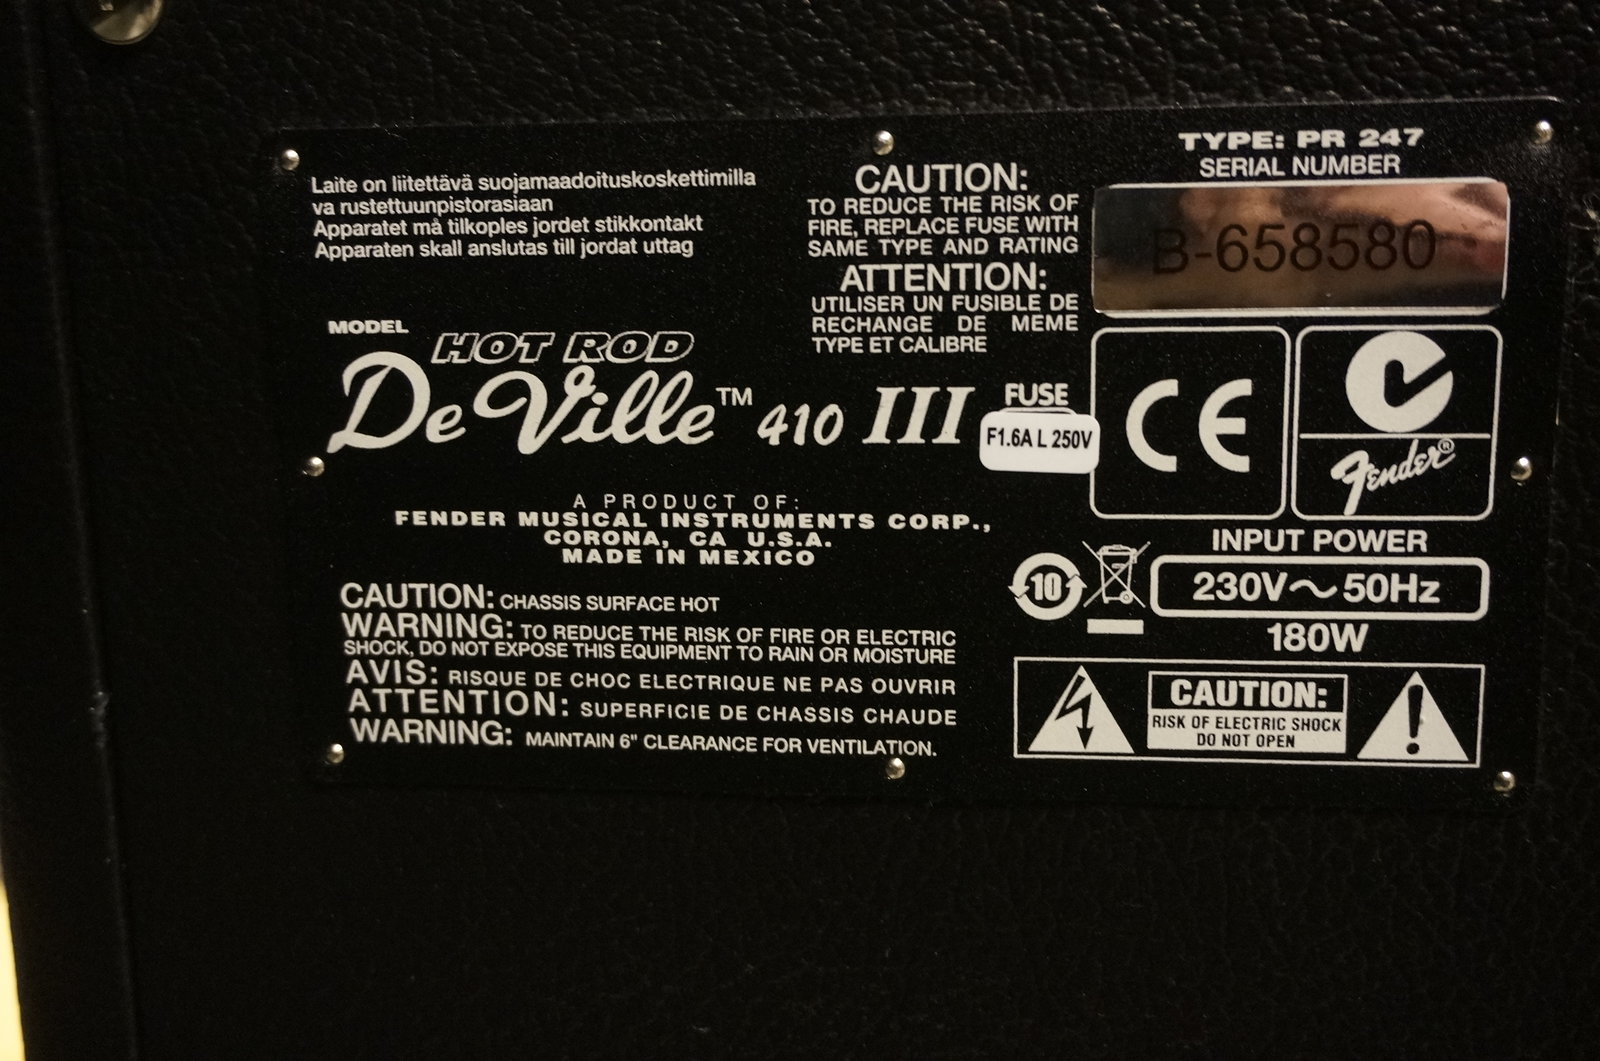 Laite on liitettävä suojamaadoituskoskettimilla
va rustettuunpistorasiaan
Apparatet må tilkoples jordet stikkontakt
Apparaten skall anslutas till jordat uttag
CAUTION:
TO REDUCE THE RISK OF
FIRE, REPLACE FUSE WITH
SAME TYPE AND RATING
ATTENTION:
UTILISER UN FUSIBLE DE
RECHANGE DE MEME
TYPE ET CALIBRE
TYPE: PR 247
SERIAL NUMBER
B-658580
MODEL
HOT ROD
DeVille™ 410 III
FUSE
F1.6A L 250V
CE
Fender®
A PRODUCT OF:
FENDER MUSICAL INSTRUMENTS CORP.,
CORONA, CA U.S.A.
MADE IN MEXICO
INPUT POWER
10
230V～50Hz
180W
CAUTION: CHASSIS SURFACE HOT
WARNING: TO REDUCE THE RISK OF FIRE OR ELECTRIC
SHOCK, DO NOT EXPOSE THIS EQUIPMENT TO RAIN OR MOISTURE
AVIS: RISQUE DE CHOC ELECTRIQUE NE PAS OUVRIR
ATTENTION: SUPERFICIE DE CHASSIS CHAUDE
WARNING: MAINTAIN 6" CLEARANCE FOR VENTILATION.
CAUTION:
RISK OF ELECTRIC SHOCK
DO NOT OPEN